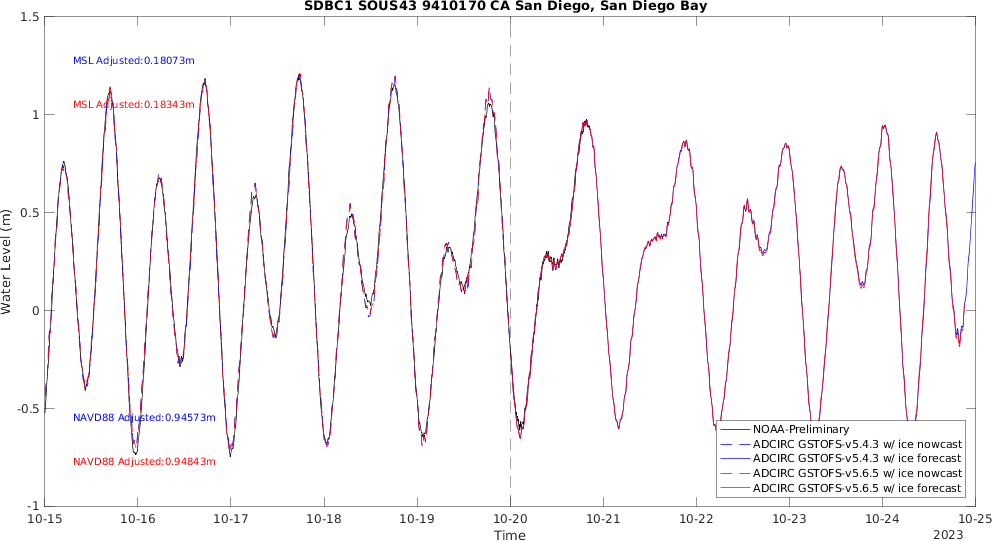 SDBC1 SOUS43 9410170 CA San Diego, San Diego Bay
1.5
MSL Adjusted:0.18073m
MSL Adjusted:0.18343m
1
0.5
Water Level (m)
0
-0.5
NAVD88 Adjusted:0.94573m
NAVD88 Adjusted:0.94843m
NOAA-Preliminary
ADCIRC GSTOFS-v5.4.3 w/ ice nowcast
ADCIRC GSTOFS-v5.4.3 w/ ice forecast
ADCIRC GSTOFS-v5.6.5 w/ ice nowcast
ADCIRC GSTOFS-v5.6.5 w/ ice forecast
-1
10-15 10-16 10-17 10-18 10-19 10-20 10-21 10-22 10-23 10-24 10-25
Time
2023